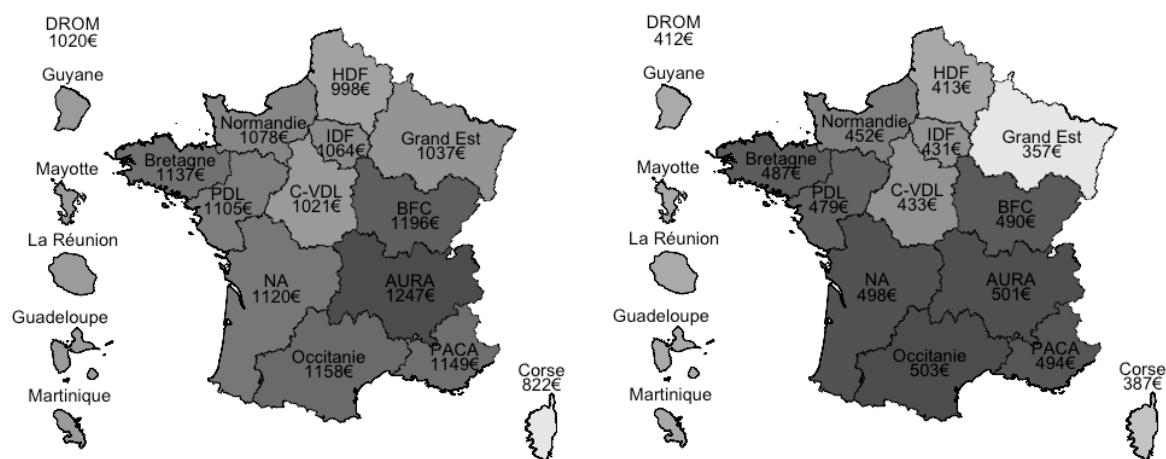 DROM
1020€
Guyane
HDF
998€
Normandie
1078€
IDF
1064€
Grand Est
1037€
Mayotte
Bretagne
1137€
PDL
1105€
C-VDL
1021€
BFC
1196€
La Réunion
NA
1120€
AURA
1247€
Guadeloupe
Occitanie
1158€
PACA
1149€
Martinique
Corse
822€
DROM
412€
Guyane
HDF
413€
Normandie
452€
IDF
431€
Grand Est
357€
Mayotte
Bretagne
487€
PDL
479€
C-VDL
433€
BFC
490€
La Réunion
NA
498€
AURA
501€
Guadeloupe
Occitanie
503€
PACA
494€
Martinique
Corse
387€